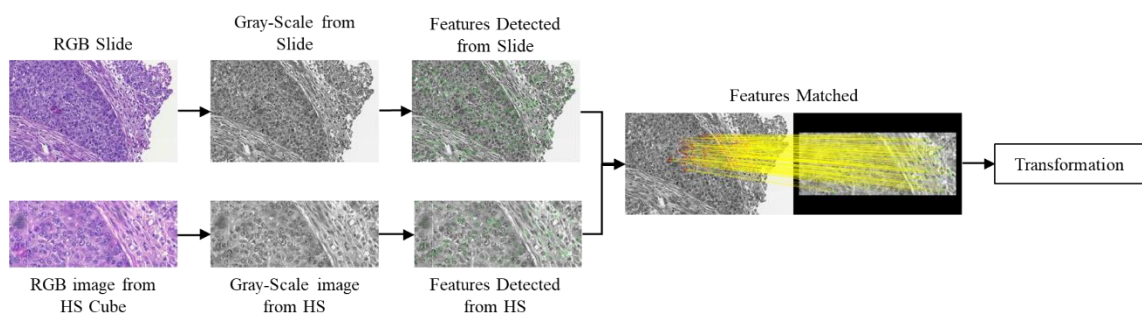 RGB Slide
Gray-Scale from
Slide
Features Detected
from Slide
Features Matched
Transformation
RGB image from
HS Cube
Gray-Scale image
from HS
Features Detected
from HS